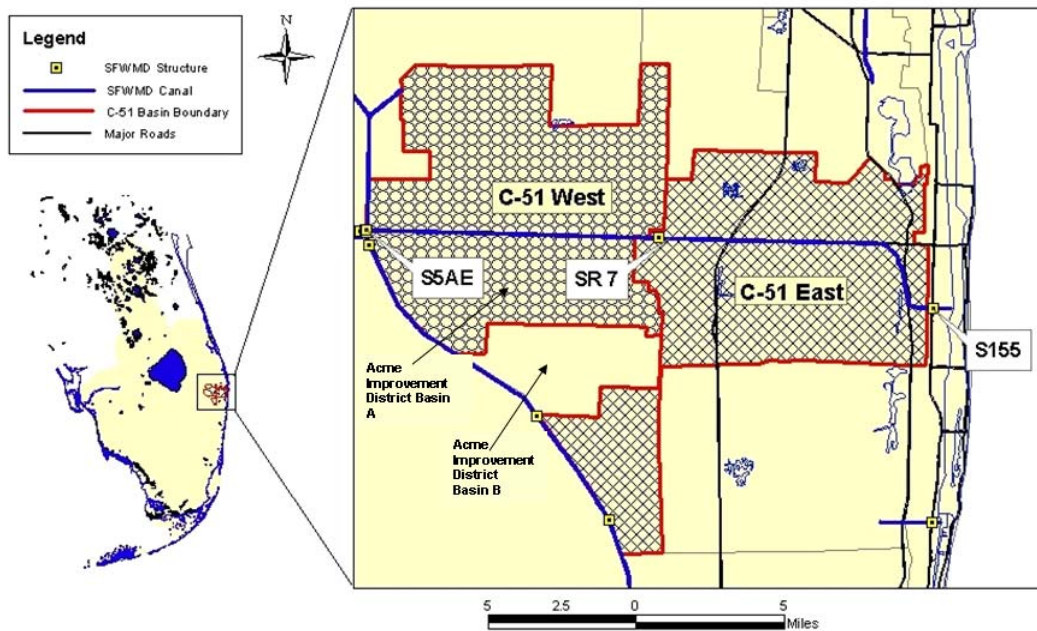 Legend
SFWMD Structure
SFWMD Canal
C-51 Basin Boundary
Major Roads
N
C-51 West
S5AE
SR 7
C-51 East
S155
Acme
Improvement
District Basin
A
Acme
Improvement
District
Basin B
5 2.5 0 5
Miles